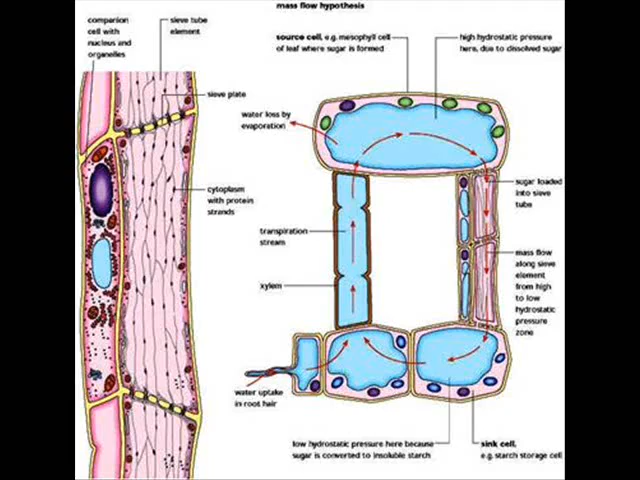 mass flow hypothesis
companion
cell with
nucleus and
organelles
sieve tube
element
sieve plate
cytoplasm
with protein
strands
source cell, e.g. mesophyll cell
of leaf where sugar is formed
high hydrostatic pressure
here, due to dissolved sugar
water loss by
evaporation
sugar loaded
into sieve
tube
transpiration
stream
mass flow
along sieve
element
from high
to low
hydrostatic
pressure
zone
xylem
water uptake
in root hair
low hydrostatic pressure here because
sugar is converted to insoluble starch
sink cell,
e.g. starch storage cell